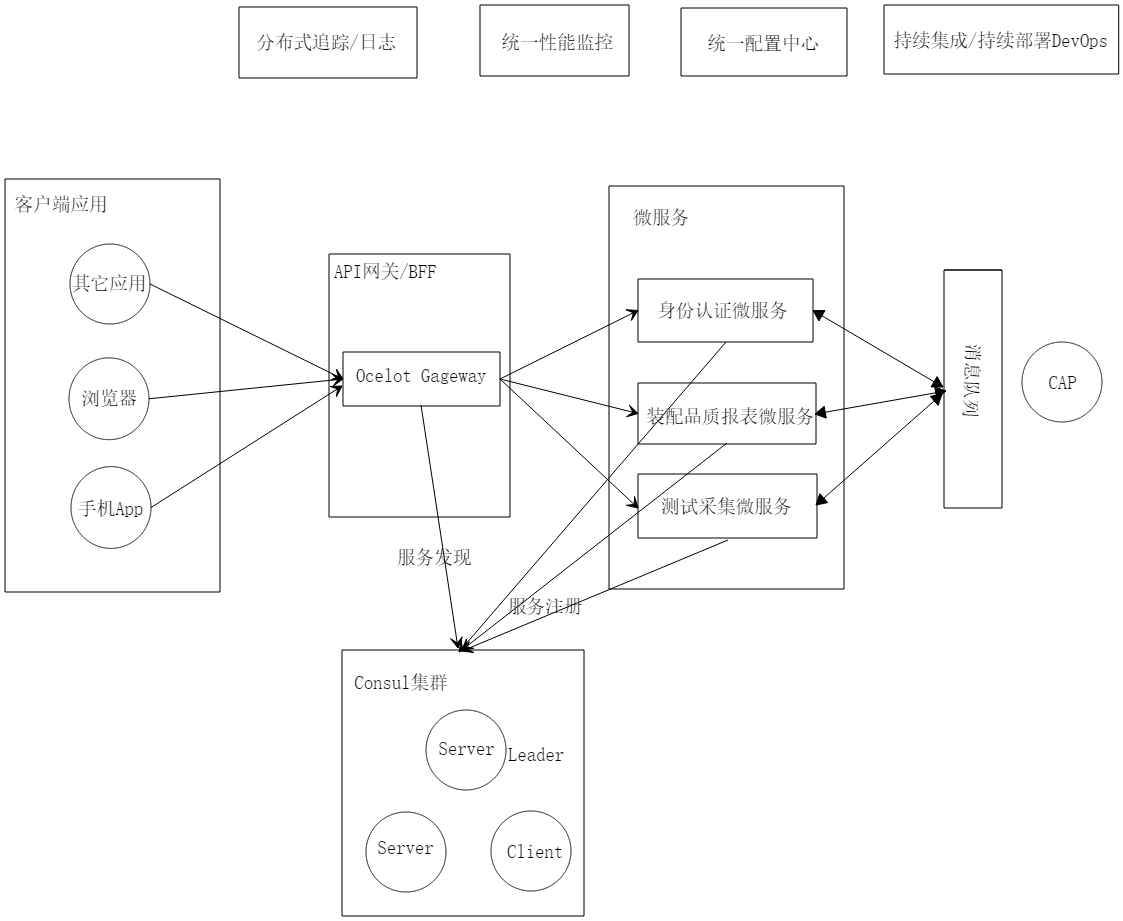 分布式追踪/日志
统一性能监控
统一配置中心
持续集成/持续部署DevOps
客户端应用
其它应用
浏览器
手机App
API网关/BFF
Ocelot Gageway
微服务
身份认证微服务
装配品质报表微服务
测试采集微服务
消息队列
CAP
服务发现
服务注册
Consul集群
Server
Leader
Server
Client